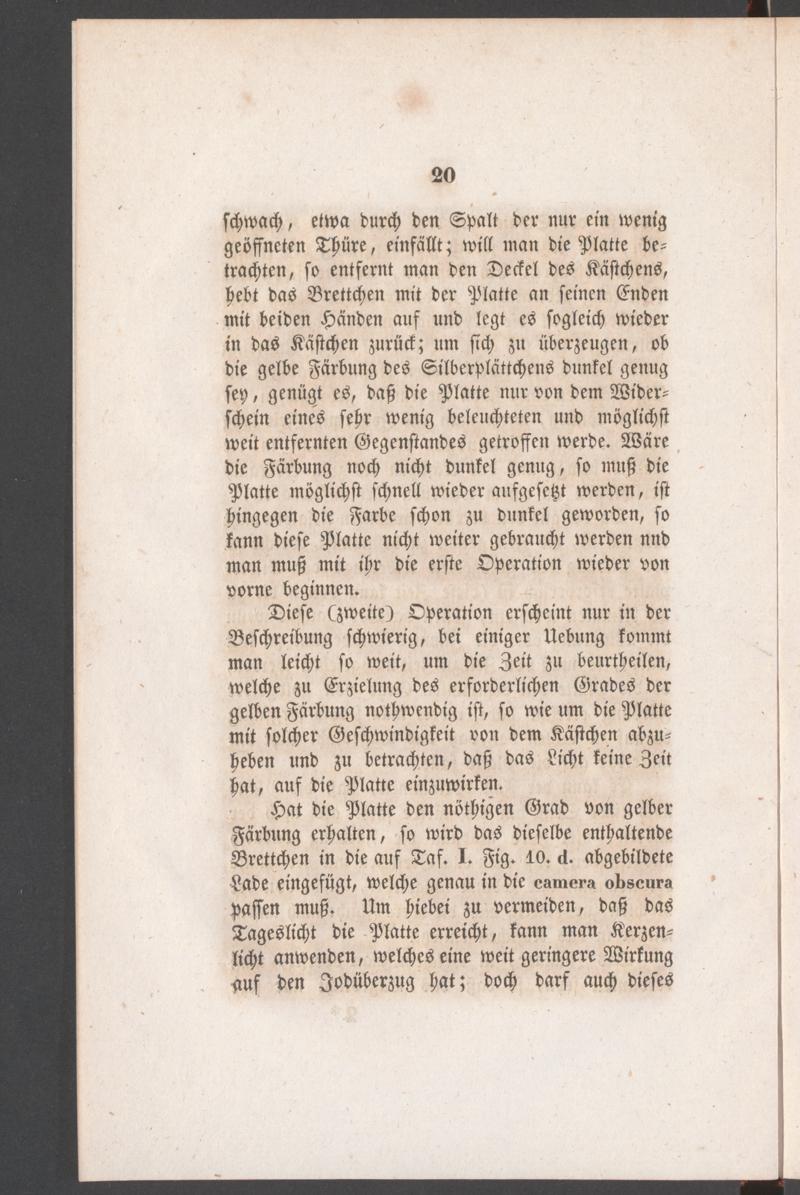 20
schwach, etwa durch den Spalt der nur ein wenig
geöffneten Thüre, einfällt; will man die Platte be-
trachten, so entfernt man den Deckel des Kästchens,
hebt das Brettchen mit der Platte an seinen Enden
mit beiden Händen auf und legt es sogleich wieder
in das Kästchen zurück; um sich zu überzeugen, ob
die gelbe Färbung des Silberplättchens dunkel genug
sey, genügt es, daß die Platte nur von dem Wider-
schein eines sehr wenig beleuchteten und möglichst
weit entfernten Gegenstandes getroffen werde. Wäre
die Färbung noch nicht dunkel genug, so muß die
Platte möglichst schnell wieder aufgesetzt werden, ist
hingegen die Farbe schon zu dunkel geworden, so
kann diese Platte nicht weiter gebraucht werden nnd
man muß mit ihr die erste Operation wieder von
vorne beginnen.
Diese (zweite) Operation erscheint nur in der
Beschreibung schwierig, bei einiger Uebung kommt
man leicht so weit, um die Zeit zu beurtheilen,
welche zu Erzielung des erforderlichen Grades der
gelben Färbung nothwendig ist, so wie um die Platte
mit solcher Geschwindigkeit von dem Kästchen abzu-
heben und zu betrachten, daß das Licht keine Zeit
hat, auf die Platte einzuwirken.
Hat die Platte den nöthigen Grad von gelber
Färbung erhalten, so wird das dieselbe enthaltende
Brettchen in die auf Taf. I. Fig. 10. d. abgebildete
Lade eingefügt, welche genau in die camera obscura
passen muß. Um hiebei zu vermeiden, daß das
Tageslicht die Platte erreicht, kann man Kerzen-
licht anwenden, welches eine weit geringere Wirkung
auf den Jodüberzug hat; doch darf auch dieses